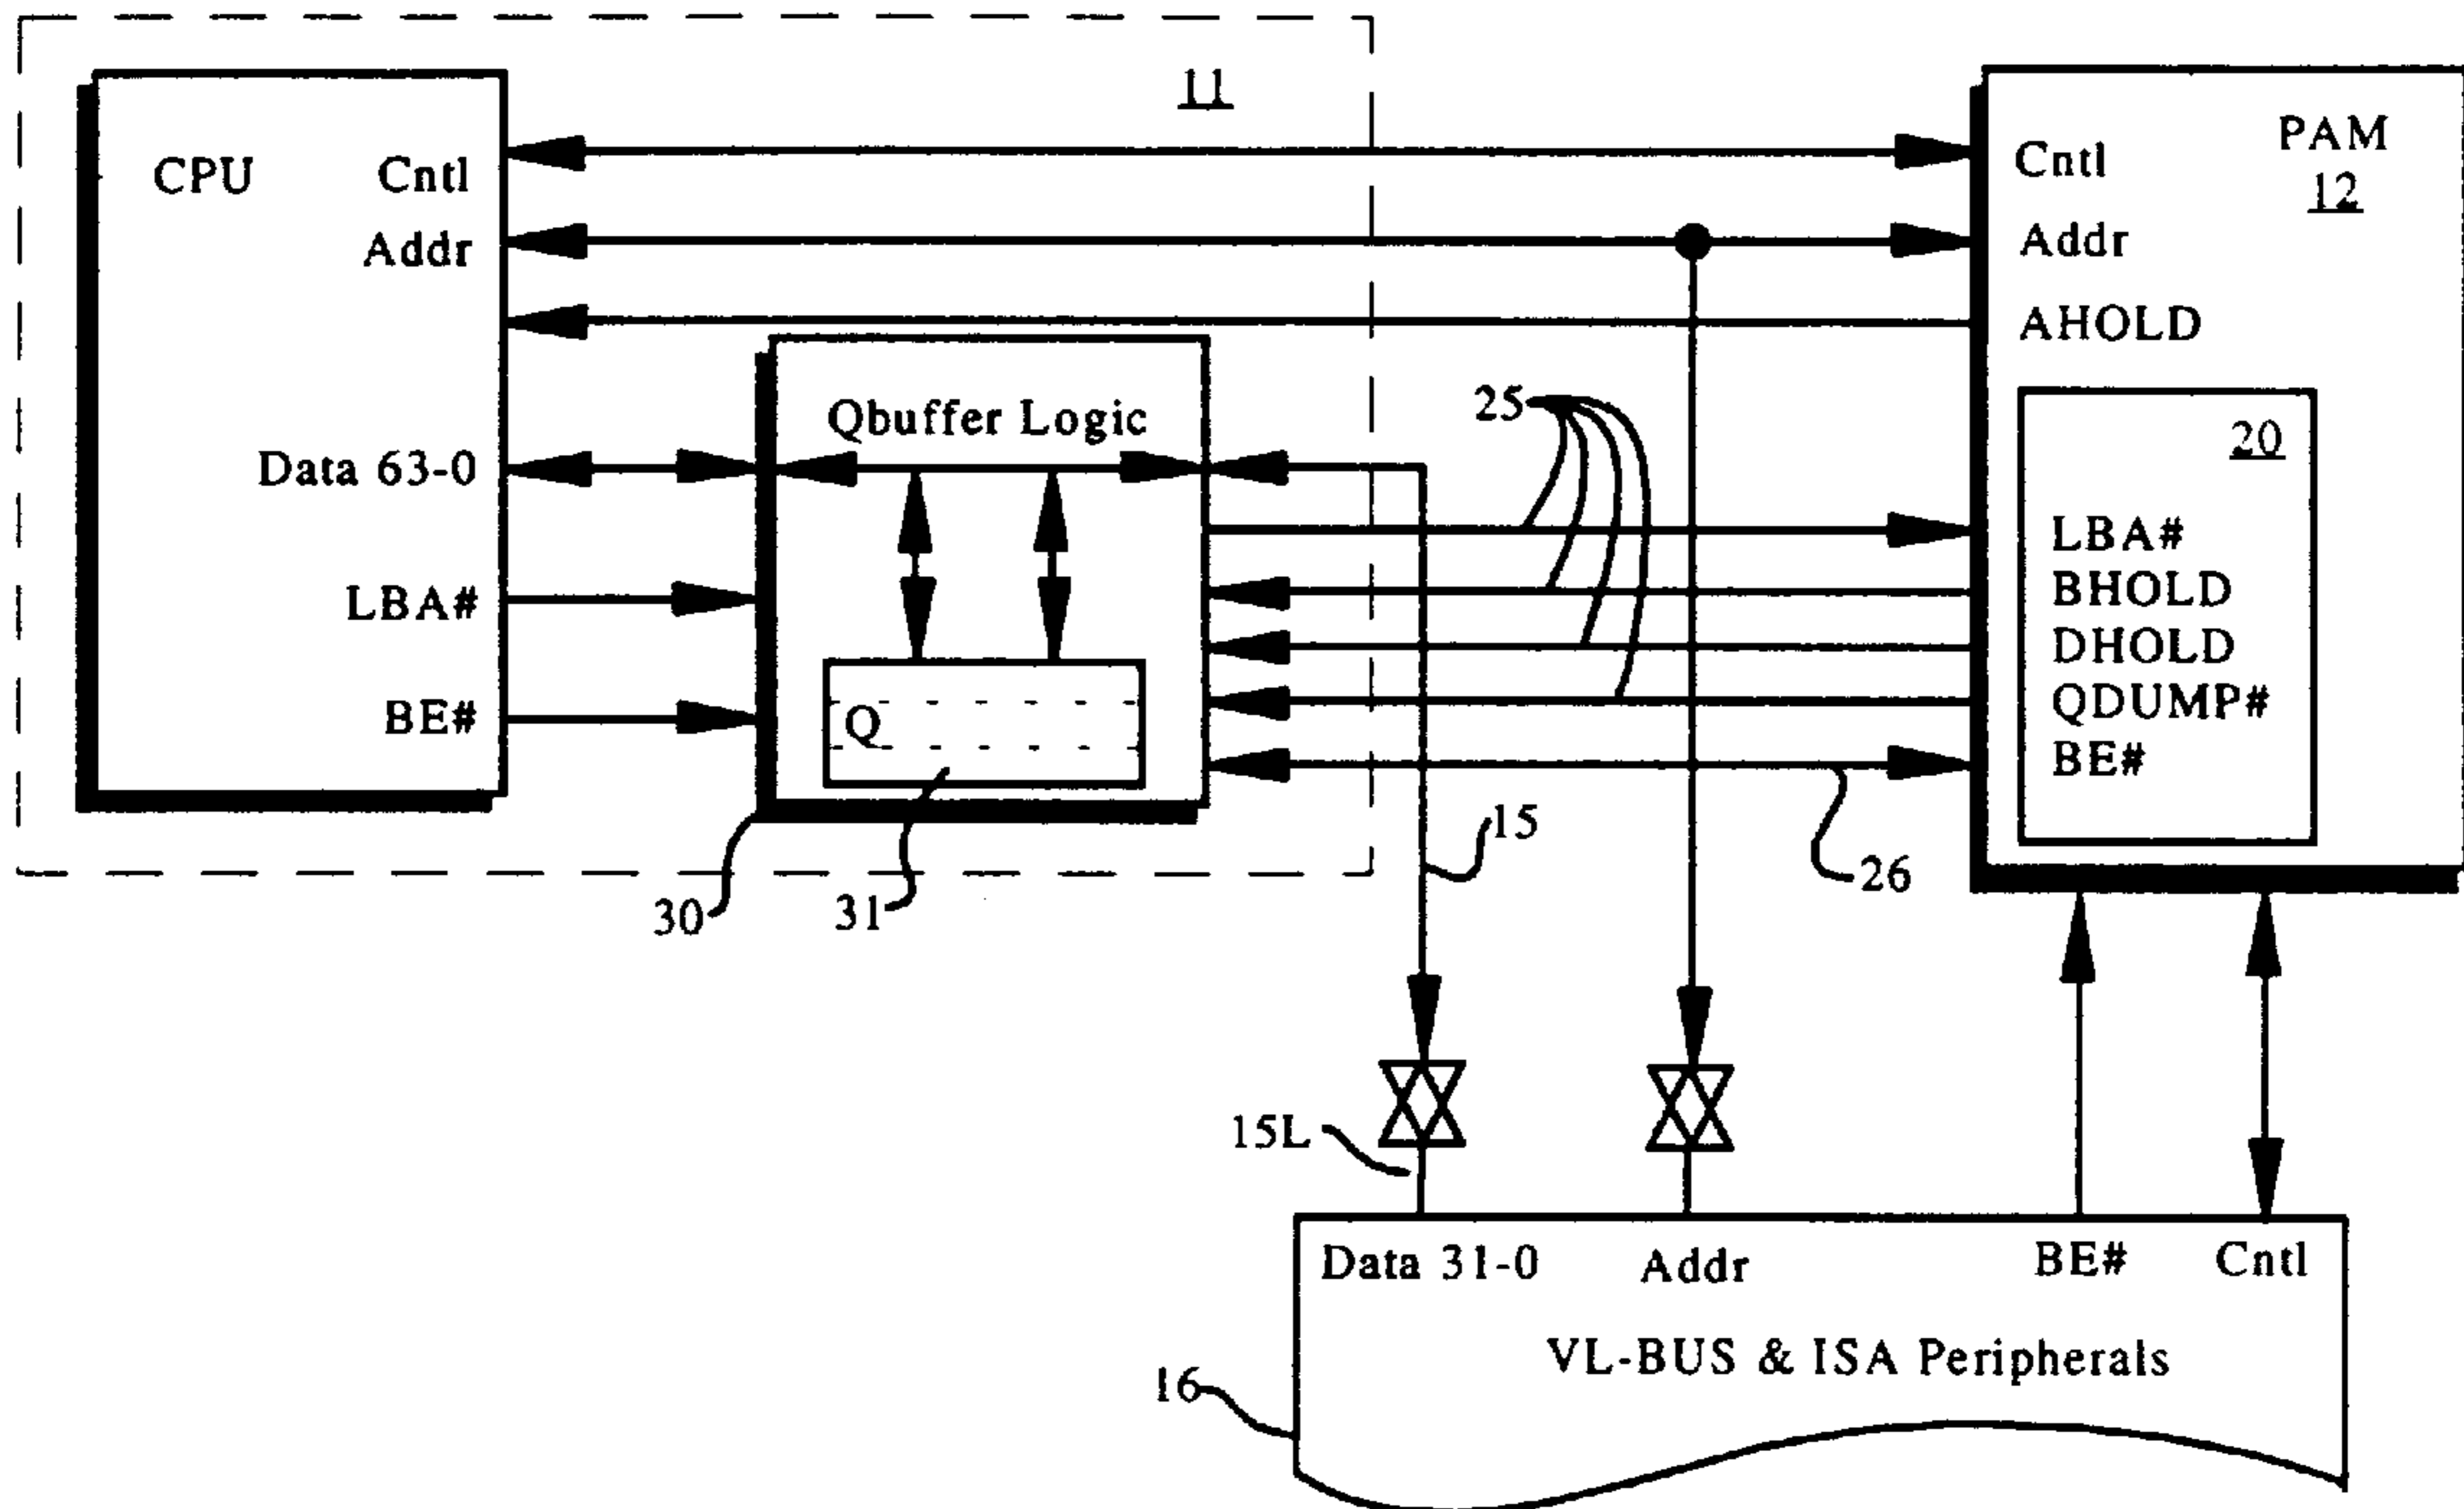 11
CPU
Cntl
Addr
Data 63-0
LBA#
BE#
Qbuffer Logic
Q
30
31
25
15
26
PAM
12
Cntl
Addr
AHOLD
20
LBA#
BHOLD
DHOLD
QDUMP#
BE#
15L
Data 31-0 Addr BE# Cntl
VL-BUS & ISA Peripherals
16